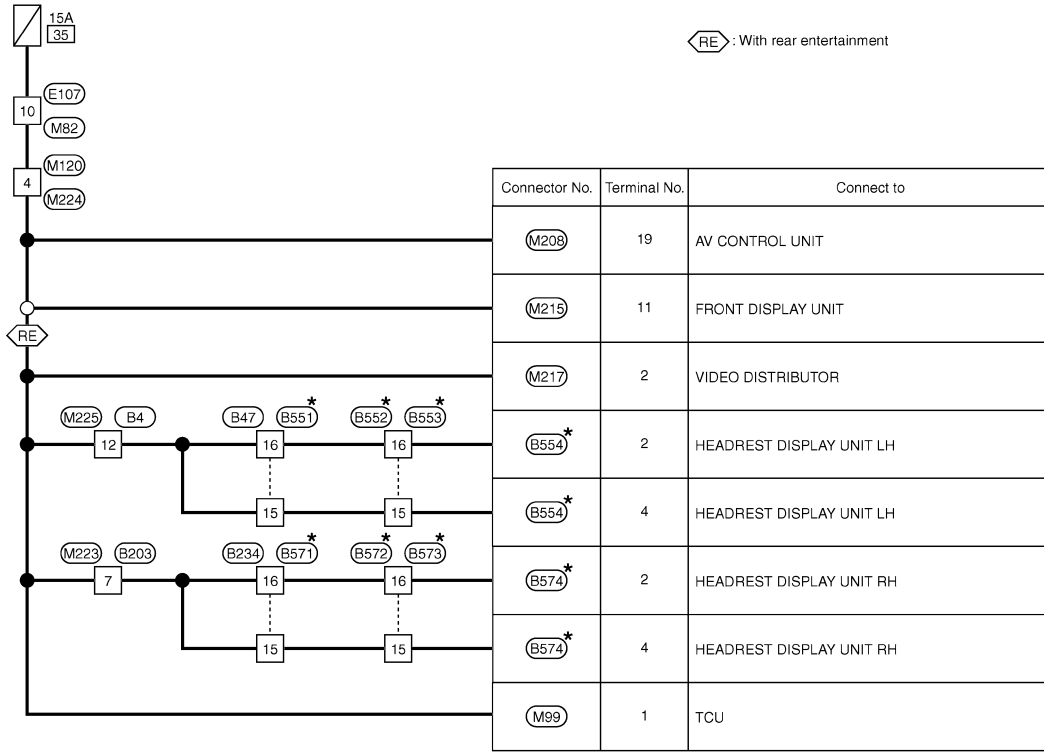 15A
35
RE : With rear entertainment
E107
10
M82
M120
4
M224
Connector No. Terminal No. Connect to
M208 19 AV CONTROL UNIT
M215 11 FRONT DISPLAY UNIT
RE
M217 2 VIDEO DISTRIBUTOR
M225 B4 B47 B551* B552* B553*
12 16 16 B554* 2 HEADREST DISPLAY UNIT LH
15 15 B554* 4 HEADREST DISPLAY UNIT LH
M223 B203 B234 B571* B572* B573*
7 16 16 B574* 2 HEADREST DISPLAY UNIT RH
15 15 B574* 4 HEADREST DISPLAY UNIT RH
M99 1 TCU